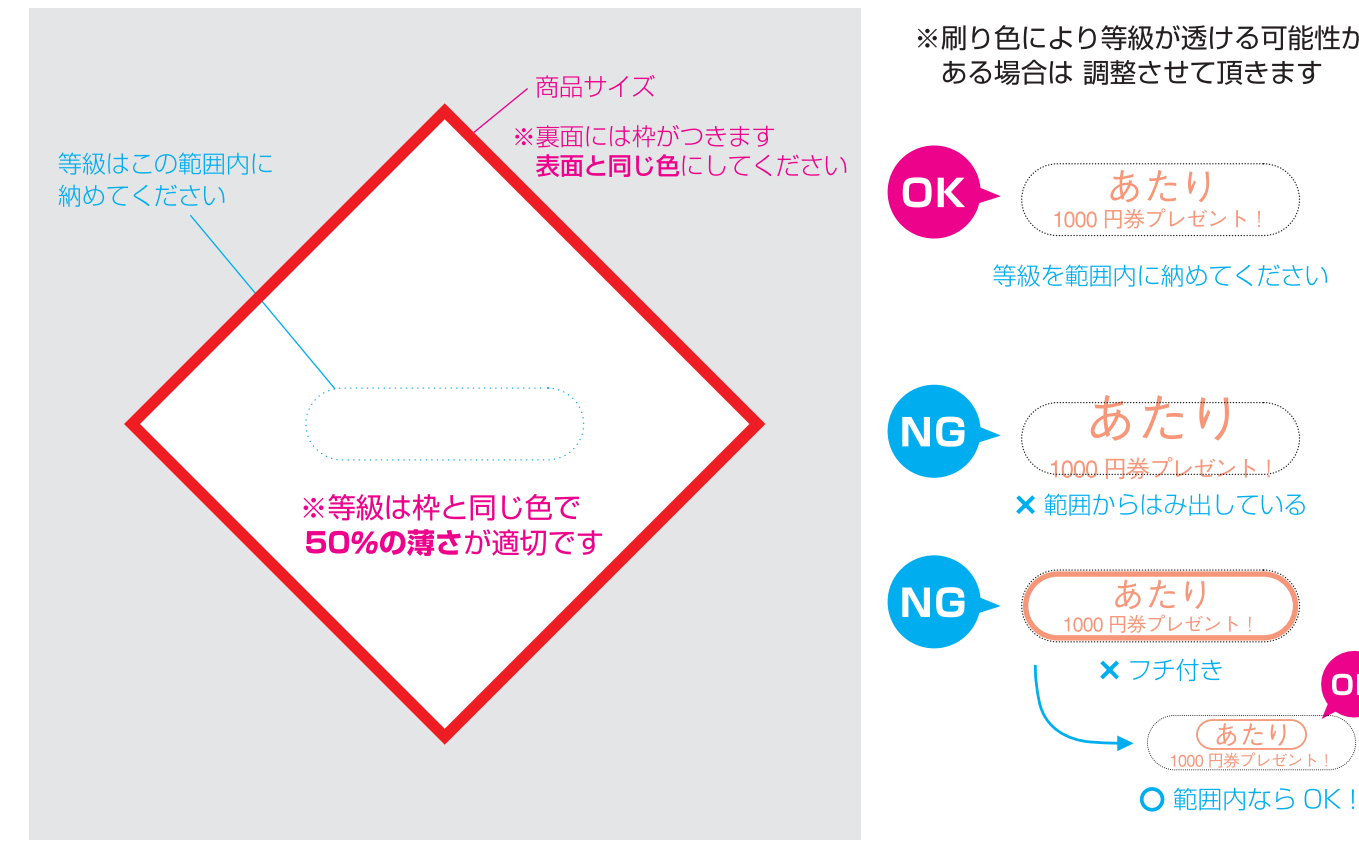 商品サイズ
※裏面には枠がつきます
表面と同じ色にしてください
等級はこの範囲内に
納めてください
※等級は枠と同じ色で
50%の薄さが適切です
※刷り色により等級が透ける可能性が
ある場合は 調整させて頂きます
OK
あたり
1000 円券プレゼント！
等級を範囲内に納めてください
NG
あたり
1000 円券プレゼント！
× 範囲からはみ出している
NG
あたり
1000 円券プレゼント！
× フチ付き
OK
あたり
1000 円券プレゼント！
○ 範囲内なら OK！